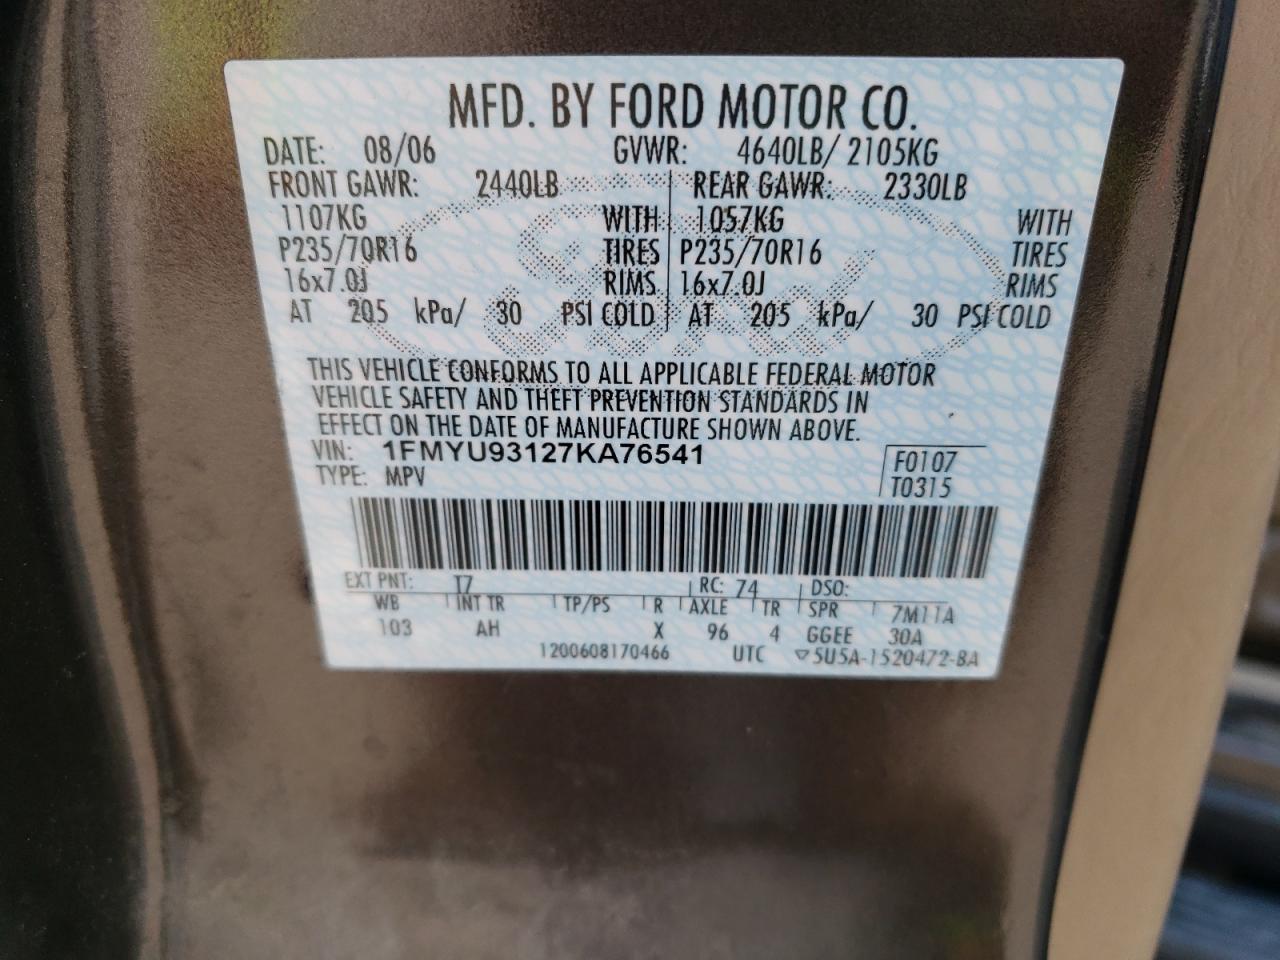 MFD. BY FORD MOTOR CO.
DATE: 08/06 GVWR: 4640LB/ 2105KG
FRONT GAWR: 2440LB REAR GAWR: 2330LB
1107KG WITH 1057KG WITH
P235/70R16 TIRES P235/70R16 TIRES
16x7.0J RIMS 16x7.0J RIMS
AT 205 kPa/ 30 PSI COLD AT 205 kPa/ 30 PSI COLD
THIS VEHICLE CONFORMS TO ALL APPLICABLE FEDERAL MOTOR
VEHICLE SAFETY AND THEFT PREVENTION STANDARDS IN
EFFECT ON THE DATE OF MANUFACTURE SHOWN ABOVE.
VIN: 1FMYU93127KA76541 F0107
TYPE: MPV T0315
EXT PNT: T7 RC: 74 DSO:
WB INT TR TP/PS R AXLE TR SPR 7M11A
103 AH X 96 4 GGEE 30A
1200608170466 UTC ▽5U5A-1520472-BA